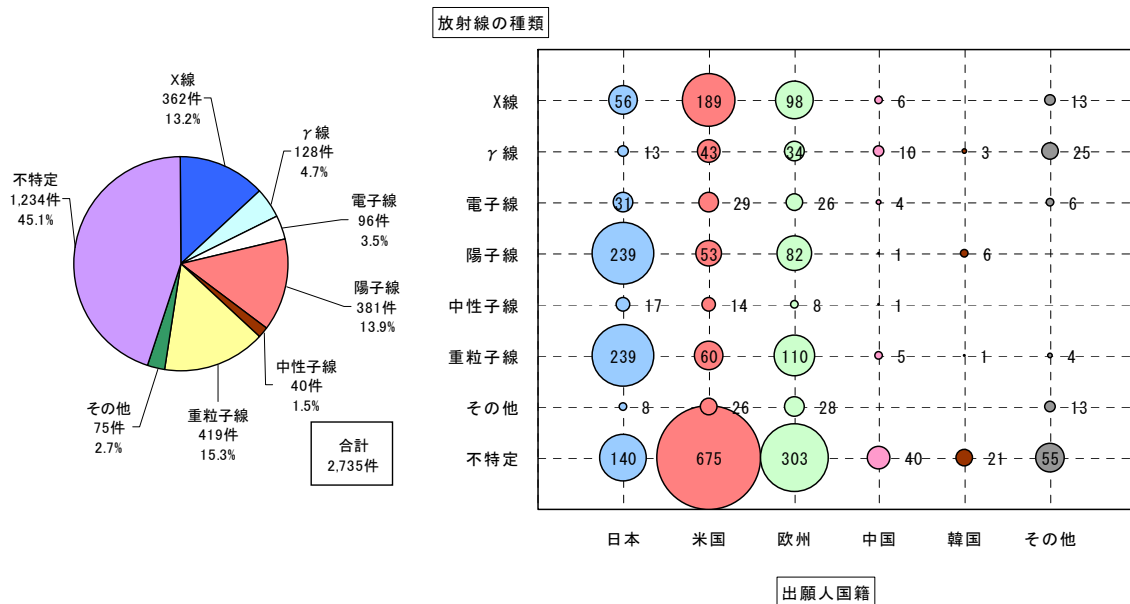 放射線の種類
X線
362件
13.2%
γ線
128件
4.7%
電子線
96件
3.5%
陽子線
381件
13.9%
中性子線
40件
1.5%
重粒子線
419件
15.3%
その他
75件
2.7%
不特定
1,234件
45.1%
合計
2,735件
X線 56 189 98 6 13
γ線 13 43 34 10 3 25
電子線 31 29 26 4 6
陽子線 239 53 82 1 6
中性子線 17 14 8 1
重粒子線 239 60 110 5 1 4
その他 8 26 28 13
不特定 140 675 303 40 21 55
日本 米国 欧州 中国 韓国 その他
出願人国籍